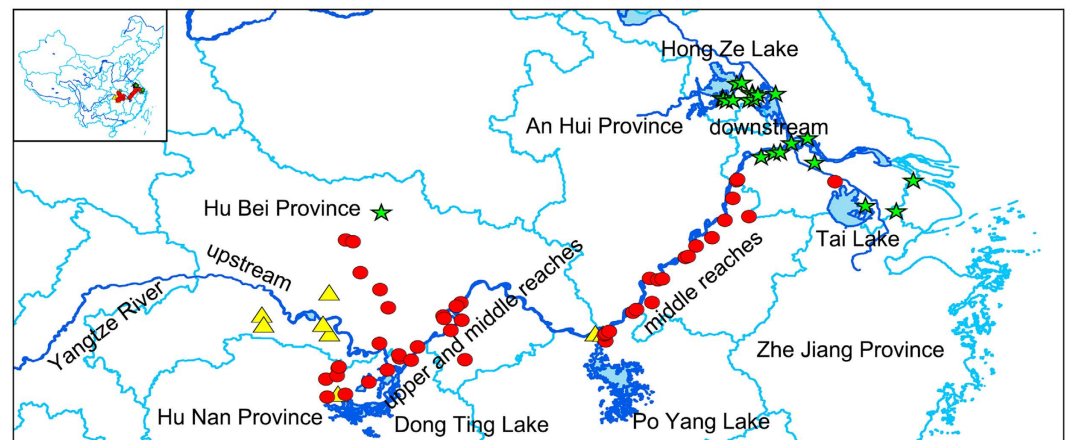 Hong Ze Lake
An Hui Province
downstream
Hu Bei Province
Tai Lake
upstream
Yangtze River
upper and middle reaches
middle reaches
Zhe Jiang Province
Hu Nan Province
Dong Ting Lake
Po Yang Lake